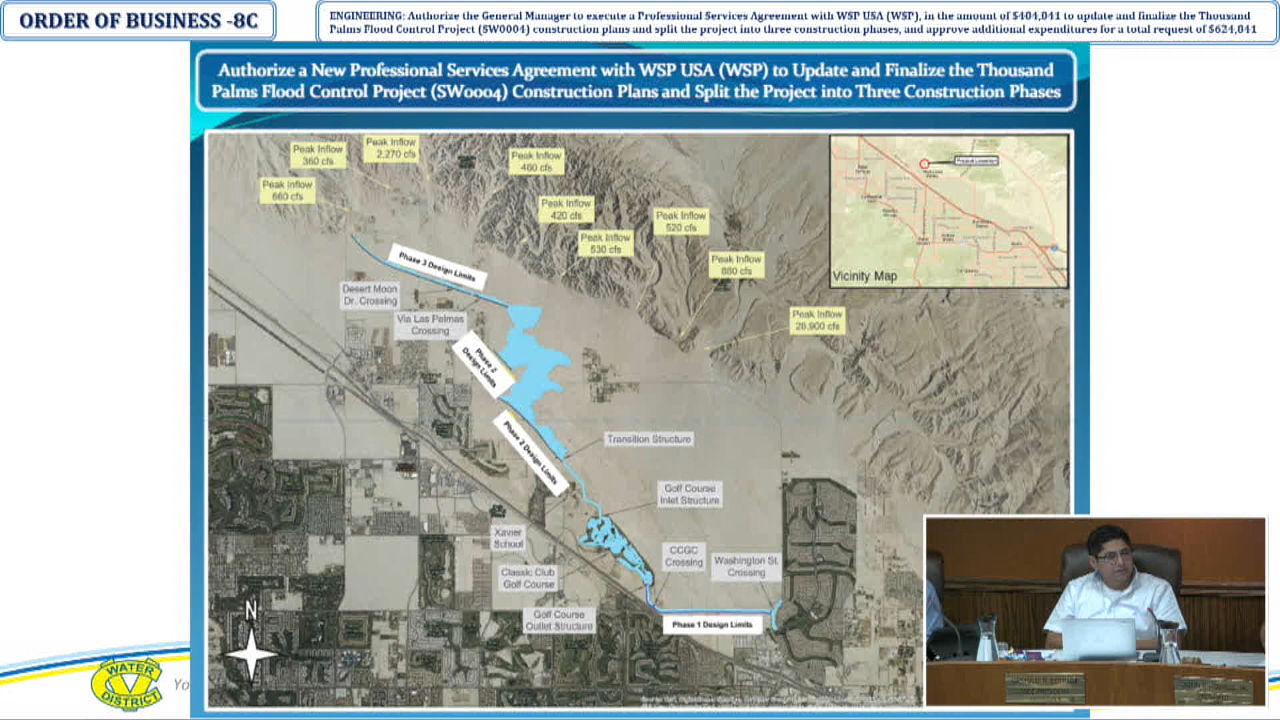 ORDER OF BUSINESS -8C
ENGINEERING: Authorize the General Manager to execute a Professional Services Agreement with WSP USA (WSP), in the amount of $404,041 to update and finalize the Thousand
Palms Flood Control Project (SW0004) construction plans and split the project into three construction phases, and approve additional expenditures for a total request of $624,041
Authorize a New Professional Services Agreement with WSP USA (WSP) to Update and Finalize the Thousand
Palms Flood Control Project (SW0004) Construction Plans and Split the Project into Three Construction Phases
Peak Inflow
360 cfs
Peak Inflow
2,270 cfs
Peak Inflow
460 cfs
Peak Inflow
660 cfs
Peak Inflow
420 cfs
Peak Inflow
520 cfs
Peak Inflow
530 cfs
Peak Inflow
880 cfs
Peak Inflow
26,900 cfs
Project Location
Vicinity Map
Phase 3 Design Limits
Desert Moon
Dr. Crossing
Via Las Palmas
Crossing
Phase 2
Design Limits
Phase 2 Design Limits
Transition Structure
Golf Course
Inlet Structure
Xavier
School
CCGC
Crossing
Washington St.
Crossing
Classic Club
Golf Course
Golf Course
Outlet Structure
Phase 1 Design Limits
N
WATER
DISTRICT
Yo